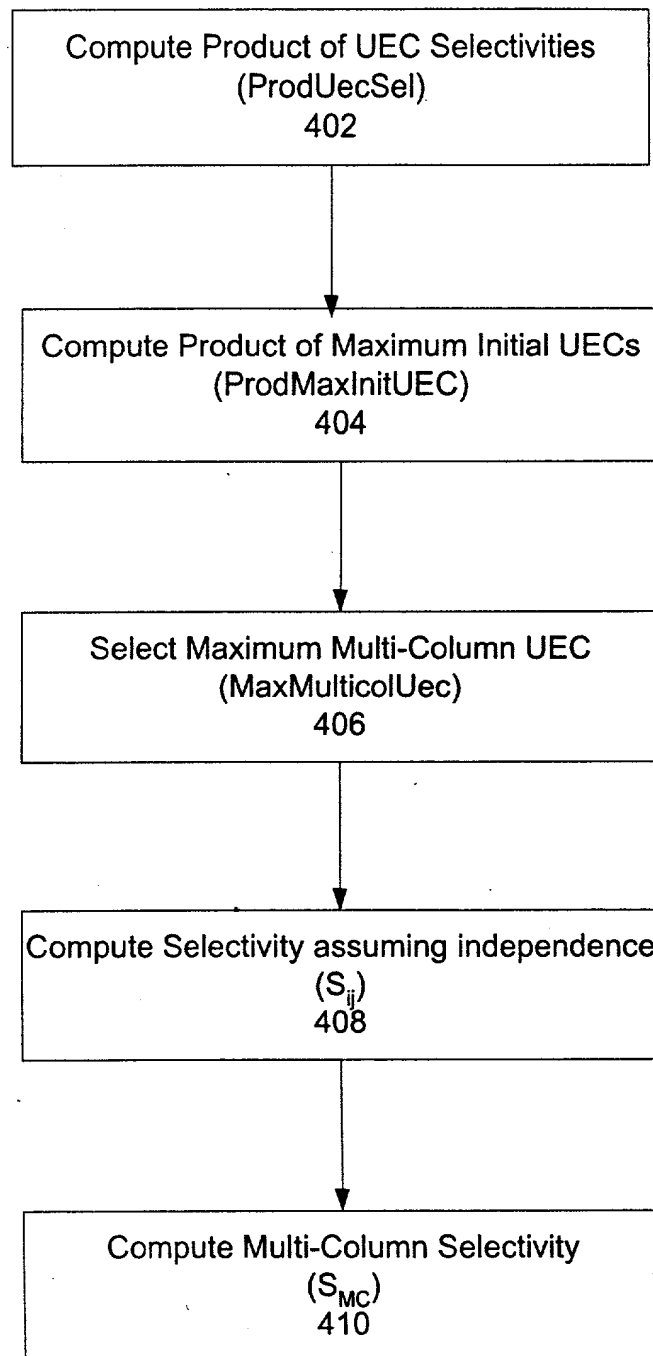 Compute Product of UEC Selectivities
(ProdUecSel)
402
Compute Product of Maximum Initial UECs
(ProdMaxInitUEC)
404
Select Maximum Multi-Column UEC
(MaxMulticolUec)
406
Compute Selectivity assuming independence
(Sij)
408
Compute Multi-Column Selectivity
(SMC)
410